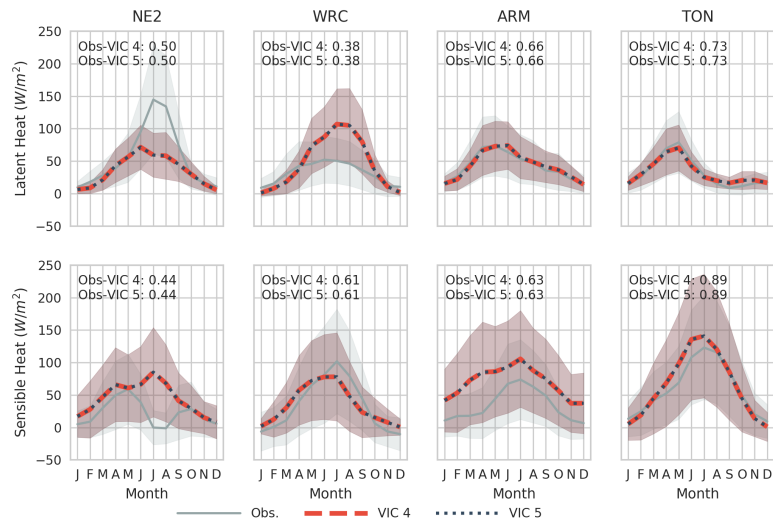 NE2 WRC ARM TON
250
200
150
100
50
0
−50
Latent Heat (W/m²)
Obs-VIC 4: 0.50
Obs-VIC 5: 0.50
Obs-VIC 4: 0.38
Obs-VIC 5: 0.38
Obs-VIC 4: 0.66
Obs-VIC 5: 0.66
Obs-VIC 4: 0.73
Obs-VIC 5: 0.73
250
200
150
100
50
0
−50
Sensible Heat (W/m²)
Obs-VIC 4: 0.44
Obs-VIC 5: 0.44
Obs-VIC 4: 0.61
Obs-VIC 5: 0.61
Obs-VIC 4: 0.63
Obs-VIC 5: 0.63
Obs-VIC 4: 0.89
Obs-VIC 5: 0.89
J F M A M J J A S O N D J F M A M J J A S O N D J F M A M J J A S O N D J F M A M J J A S O N D
Month Month Month Month
Obs. VIC 4 VIC 5